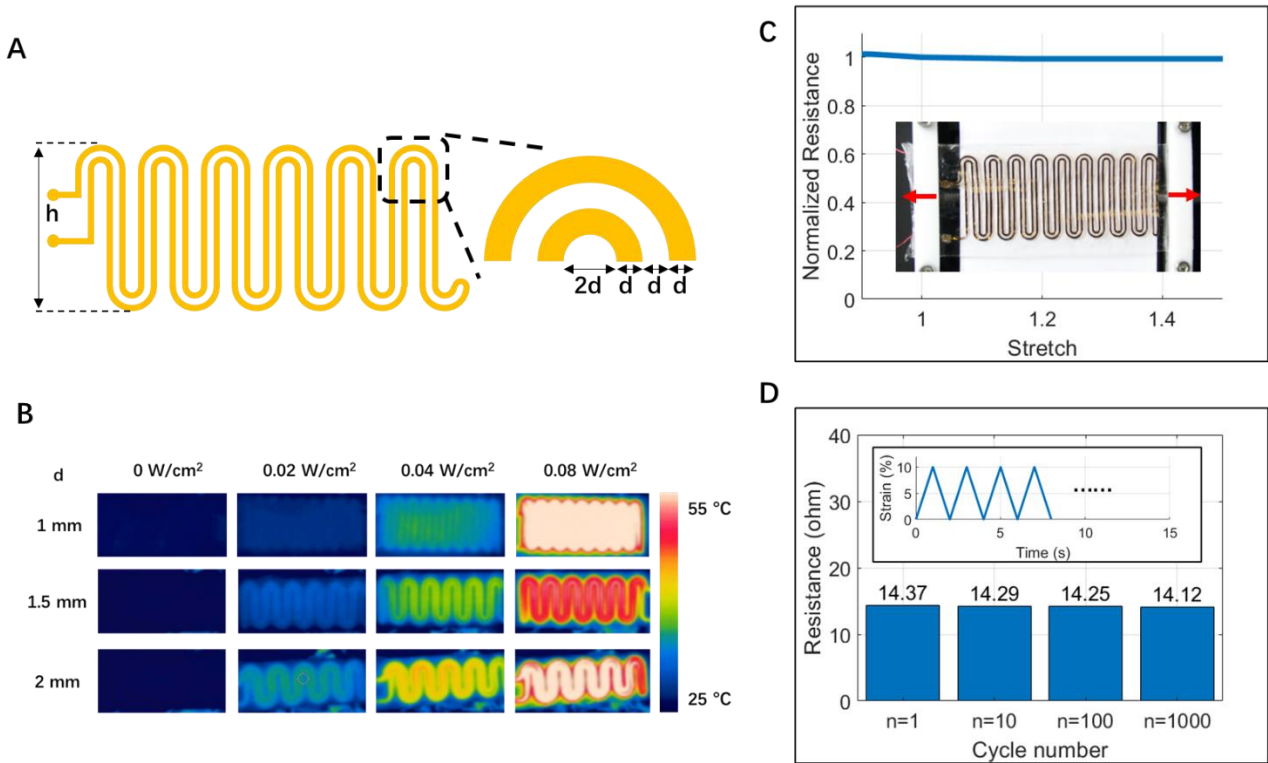 A
h
2d d d d
B
d 0 W/cm² 0.02 W/cm² 0.04 W/cm² 0.08 W/cm²
1 mm
1.5 mm
2 mm
55 °C
25 °C
C
Normalized Resistance
1
0.8
0.6
0.4
0.2
0
1 1.2 1.4
Stretch
D
Resistance (ohm)
40
30
20
10
0
Strain (%)
10
5
0
0 5 10 15
Time (s)
......
14.37 14.29 14.25 14.12
n=1 n=10 n=100 n=1000
Cycle number